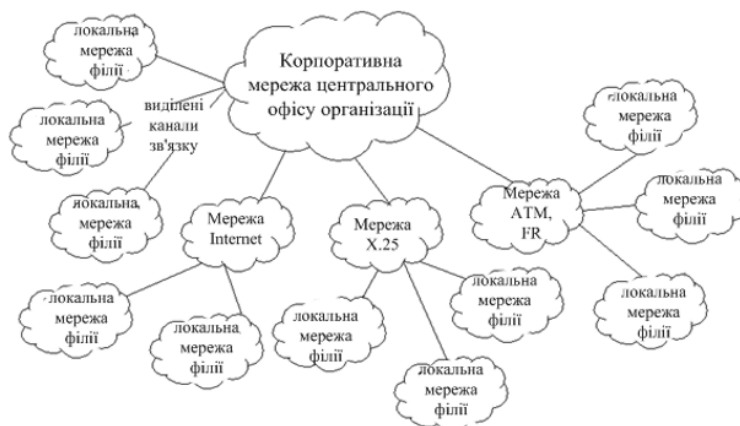 локальна
мережа
філії
Корпоративна
мережа центрального
офісу організації
локальна
мережа
філії
виділені
канали
зв'язку
локальна
мережа
філії
локальна
мережа
філії
локальна
мережа
філії
Мережа
Internet
Мережа
X.25
Мережа
ATM,
FR
локальна
мережа
філії
локальна
мережа
філії
локальна
мережа
філії
локальна
мережа
філії
локальна
мережа
філії
локальна
мережа
філії
локальна
мережа
філії